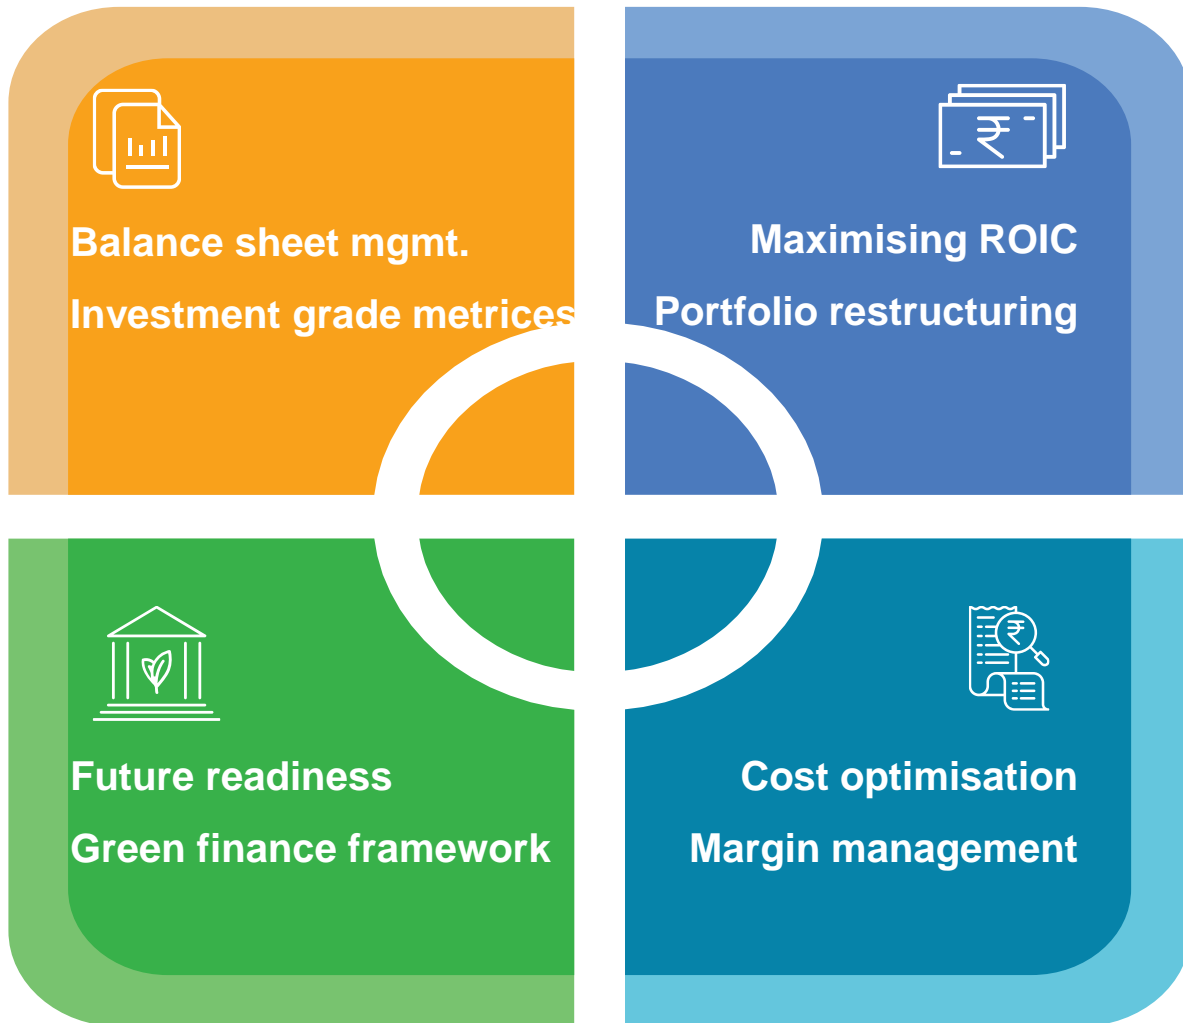 Balance sheet mgmt.
Investment grade metrices
₹
Maximising ROIC
Portfolio restructuring
Future readiness
Green finance framework
₹
Cost optimisation
Margin management